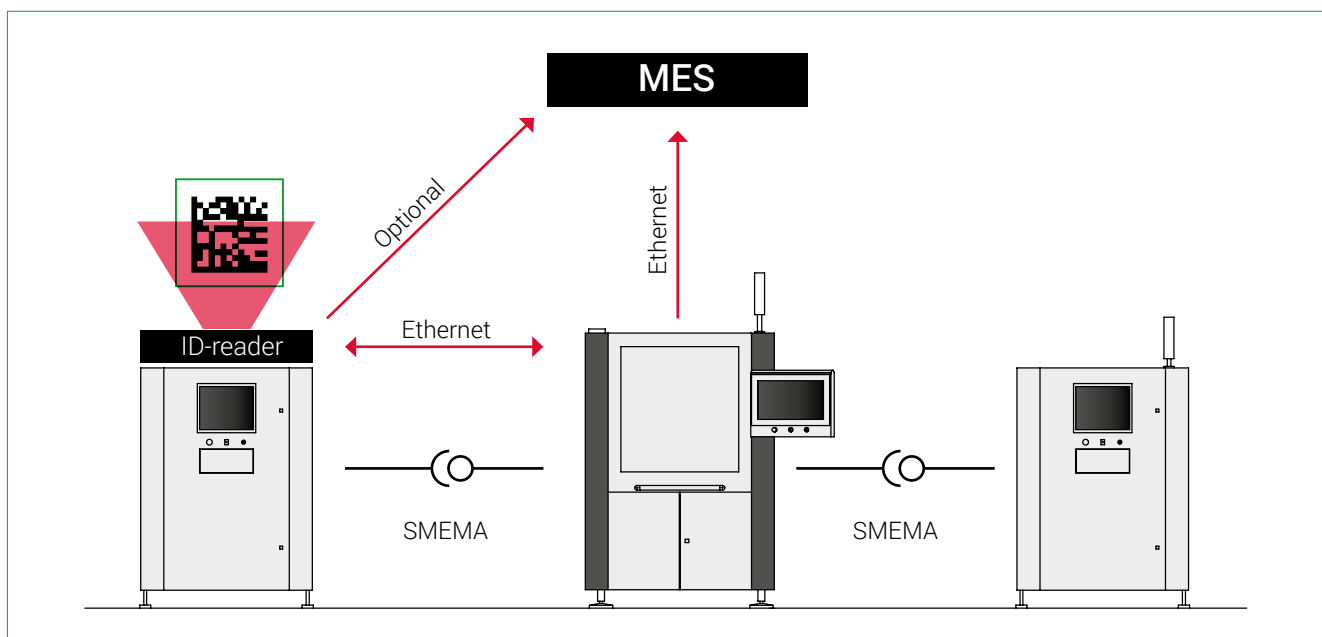 MES
Optional
Ethernet
Ethernet
ID-reader
SMEMA
SMEMA